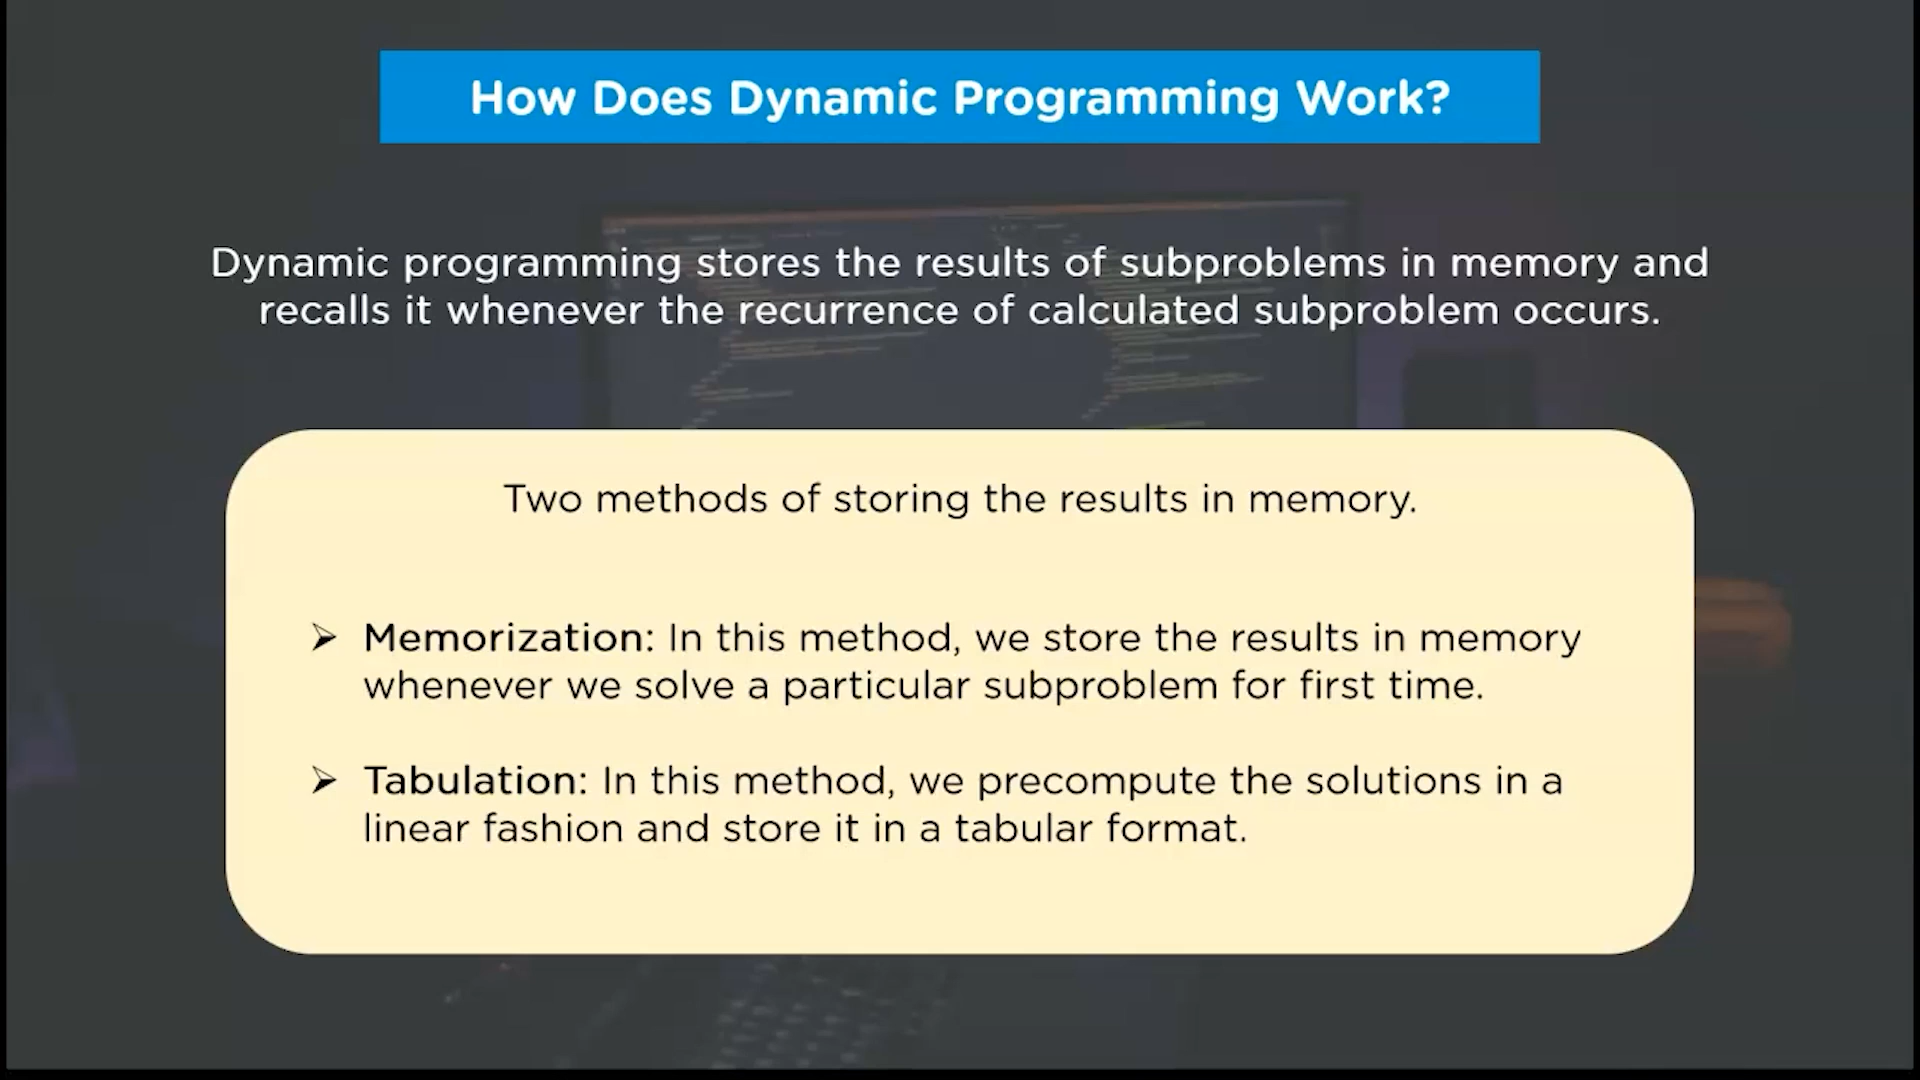 How Does Dynamic Programming Work?
Dynamic programming stores the results of subproblems in memory and
recalls it whenever the recurrence of calculated subproblem occurs.
Two methods of storing the results in memory.
➢ Memorization: In this method, we store the results in memory
whenever we solve a particular subproblem for first time.
➢ Tabulation: In this method, we precompute the solutions in a
linear fashion and store it in a tabular format.